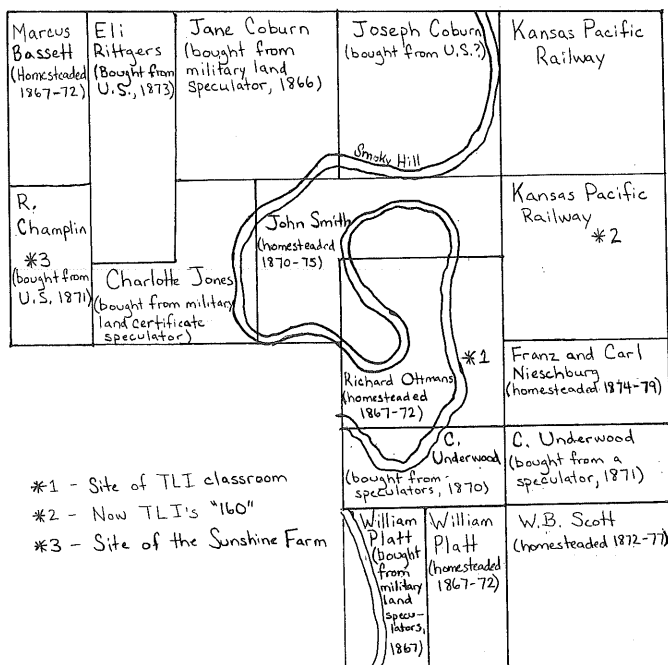 Marcus
Bassett
(Homesteaded
1867-72)
Eli
Rittgers
(Bought from
U.S., 1873)
Jane Coburn
(bought from
military land
speculator, 1866)
Joseph Coburn
(bought from U.S.?)
Kansas Pacific
Railway
Smoky Hill
R.
Champlin
*3
(bought from
U.S, 1871)
Charlotte Jones
(bought from military
land certificate
speculator)
John Smith
(homesteadrd
1870-75)
Kansas Pacific
Railway
*2
Richard Ottmans
(homesteaded
1867-72)
*1
Franz and Carl
Nieschburg
(homesteaded 1874-79)
C.
Underwood
(bought from
speculators, 1870)
C. Underwood
(bought from a
speculator, 1871)
William
Platt
(bought
from
military
land
specu-
lators,
1867)
William
Platt
(homesteaded
1867-72)
W.B. Scott
(homesteaded 1872-77)
*1 - Site of TLI classroom
*2 - Now TLI's "160"
*3 - Site of the Sunshine Farm